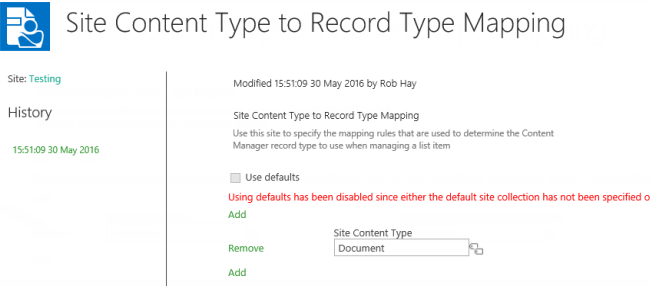 Site Content Type to Record Type Mapping
Site: Testing
History
15:51:09 30 May 2016
Modified 15:51:09 30 May 2016 by Rob Hay
Site Content Type to Record Type Mapping
Use this site to specify the mapping rules that are used to determine the Content
Manager record type to use when managing a list item
Use defaults
Using defaults has been disabled since either the default site collection has not been specified o
Add
Site Content Type
Remove
Document
Add